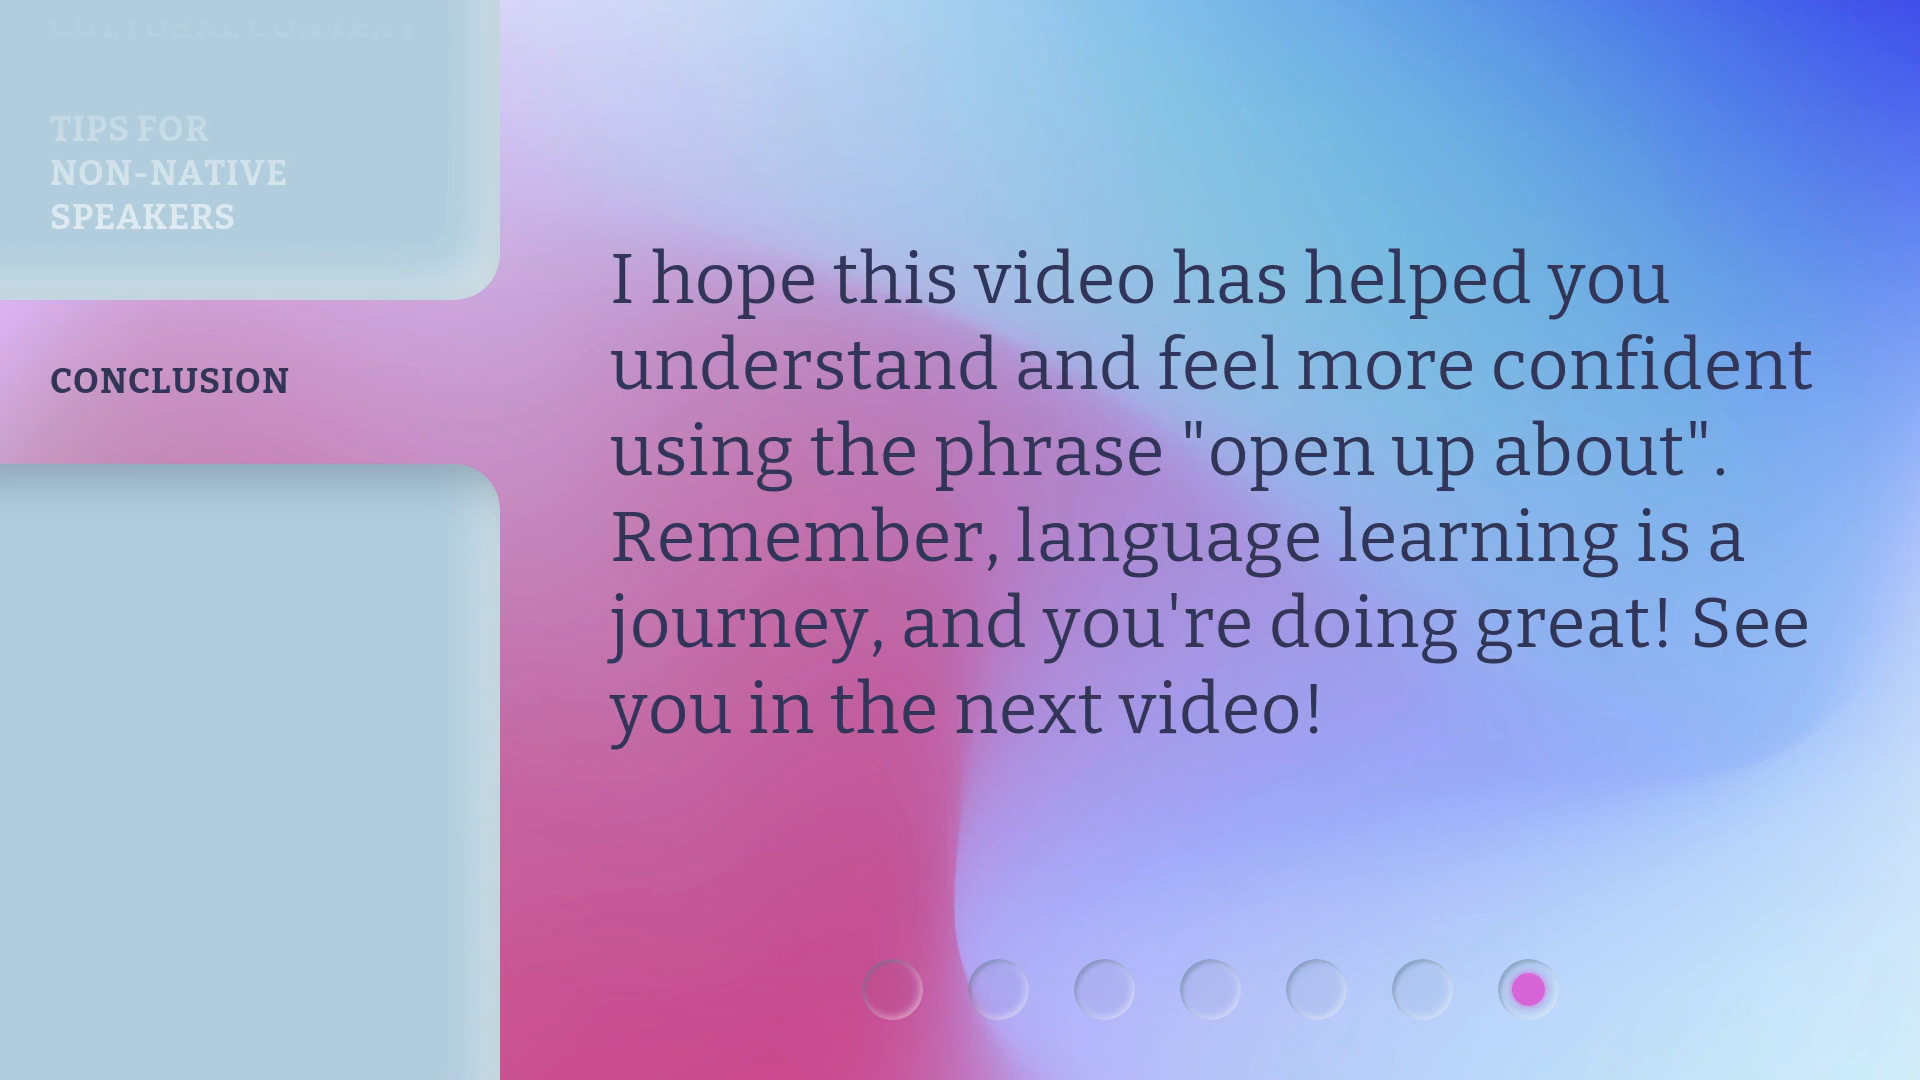 CULTURAL CONTEXT
TIPS FOR
NON-NATIVE
SPEAKERS
CONCLUSION
I hope this video has helped you
understand and feel more confident
using the phrase "open up about".
Remember, language learning is a
journey, and you're doing great! See
you in the next video!